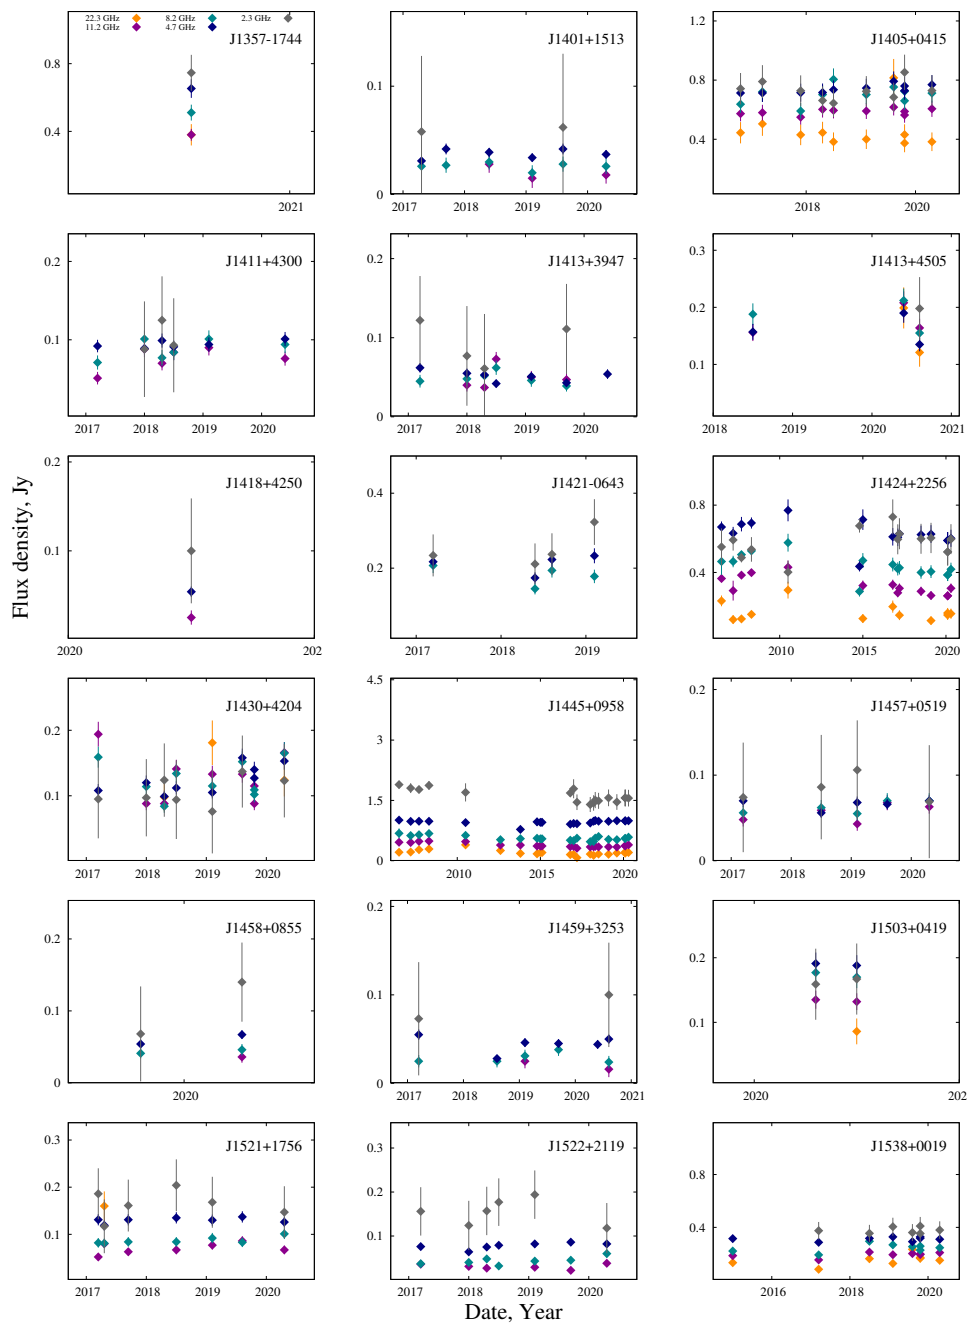 22.3 GHz 8.2 GHz 2.3 GHz
11.2 GHz 4.7 GHz
J1357-1744
0.8
0.4
2021
J1401+1513
0.1
0
2017 2018 2019 2020
J1405+0415
1.2
0.8
0.4
0
2018 2020
J1411+4300
0.2
0.1
0
2017 2018 2019 2020
J1413+3947
0.2
0.1
0
2017 2018 2019 2020
J1413+4505
0.3
0.2
0.1
0
2018 2019 2020 2021
J1418+4250
0.2
0.1
0
2020 202
J1421-0643
0.4
0.2
2017 2018 2019
J1424+2256
0.8
0.4
2010 2015 2020
J1430+4204
0.2
0.1
0
2017 2018 2019 2020
J1445+0958
4.5
3
1.5
0
2010 2015 2020
J1457+0519
0.2
0.1
0
2017 2018 2019 2020
J1458+0855
0.2
0.1
0
2020
J1459+3253
0.2
0.1
0
2017 2018 2019 2020 2021
J1503+0419
0.2
0.1
2020 202
J1521+1756
0.3
0.2
0.1
2017 2018 2019 2020
J1522+2119
0.3
0.2
0.1
0
2017 2018 2019 2020
J1538+0019
0.8
0.4
0
2016 2018 2020
Flux density, Jy
Date, Year